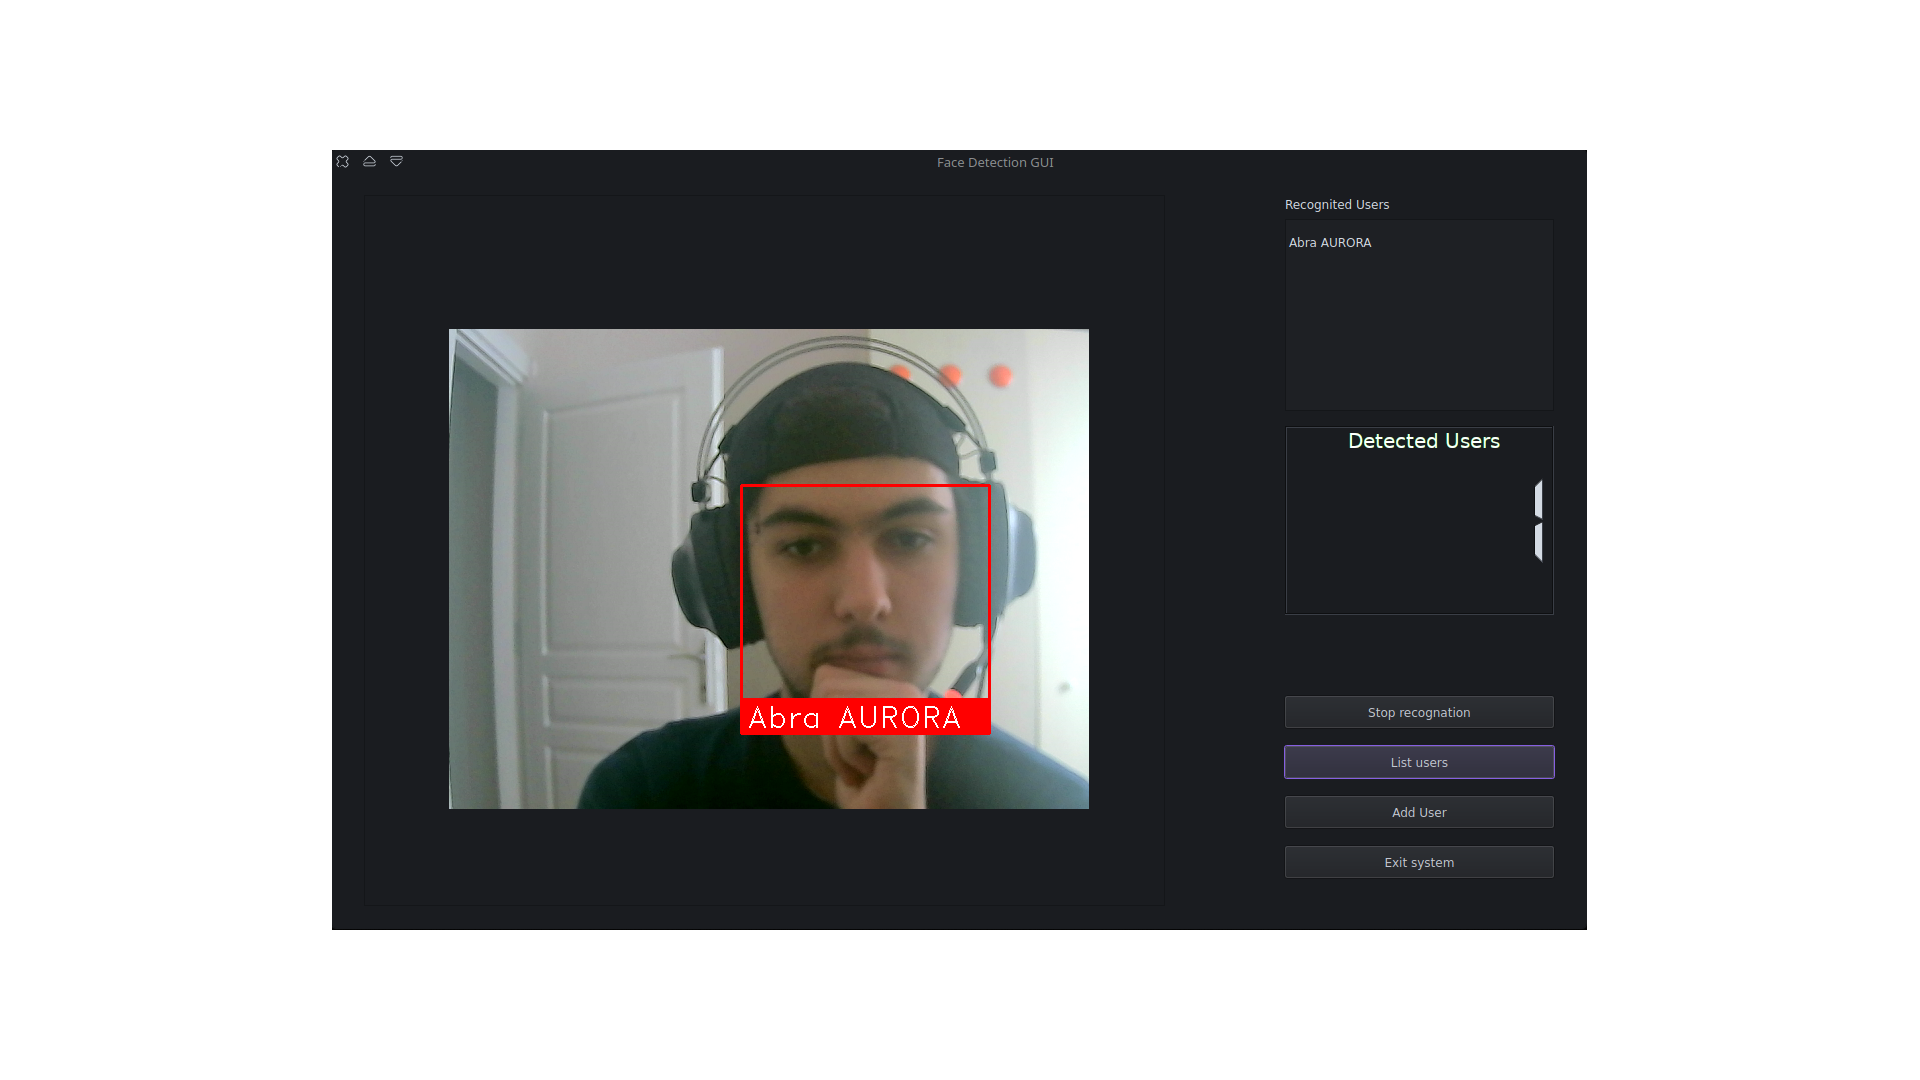 Face Detection GUI
Recognited Users
Abra AURORA
Detected Users
Abra AURORA
Stop recognation
List users
Add User
Exit system